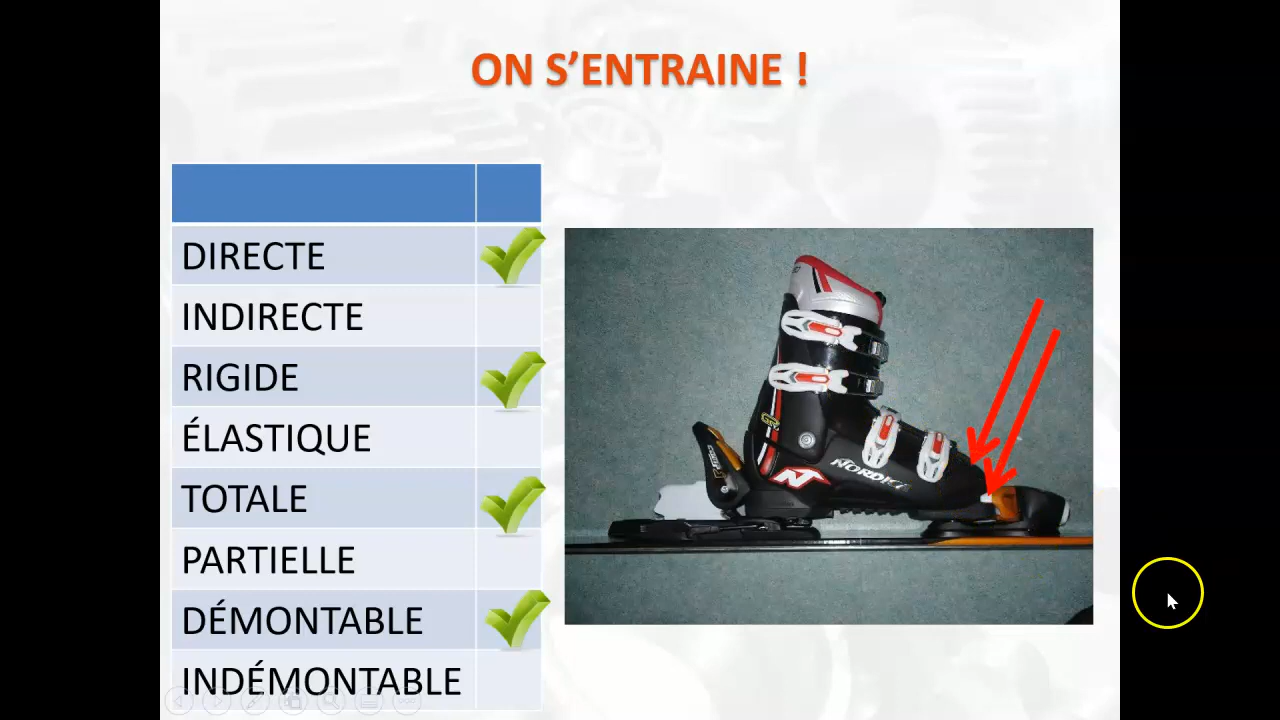 ON S’ENTRAINE !
DIRECTE
INDIRECTE
RIGIDE
ÉLASTIQUE
TOTALE
PARTIELLE
DÉMONTABLE
INDÉMONTABLE
NORDICA